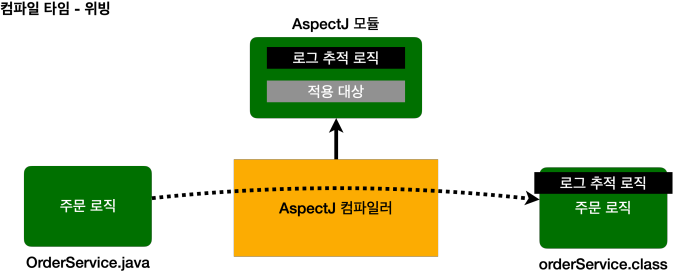 컴파일 타임 - 위빙
AspectJ 모듈
로그 추적 로직
적용 대상
주문 로직
OrderService.java
AspectJ 컴파일러
로그 추적 로직
주문 로직
orderService.class